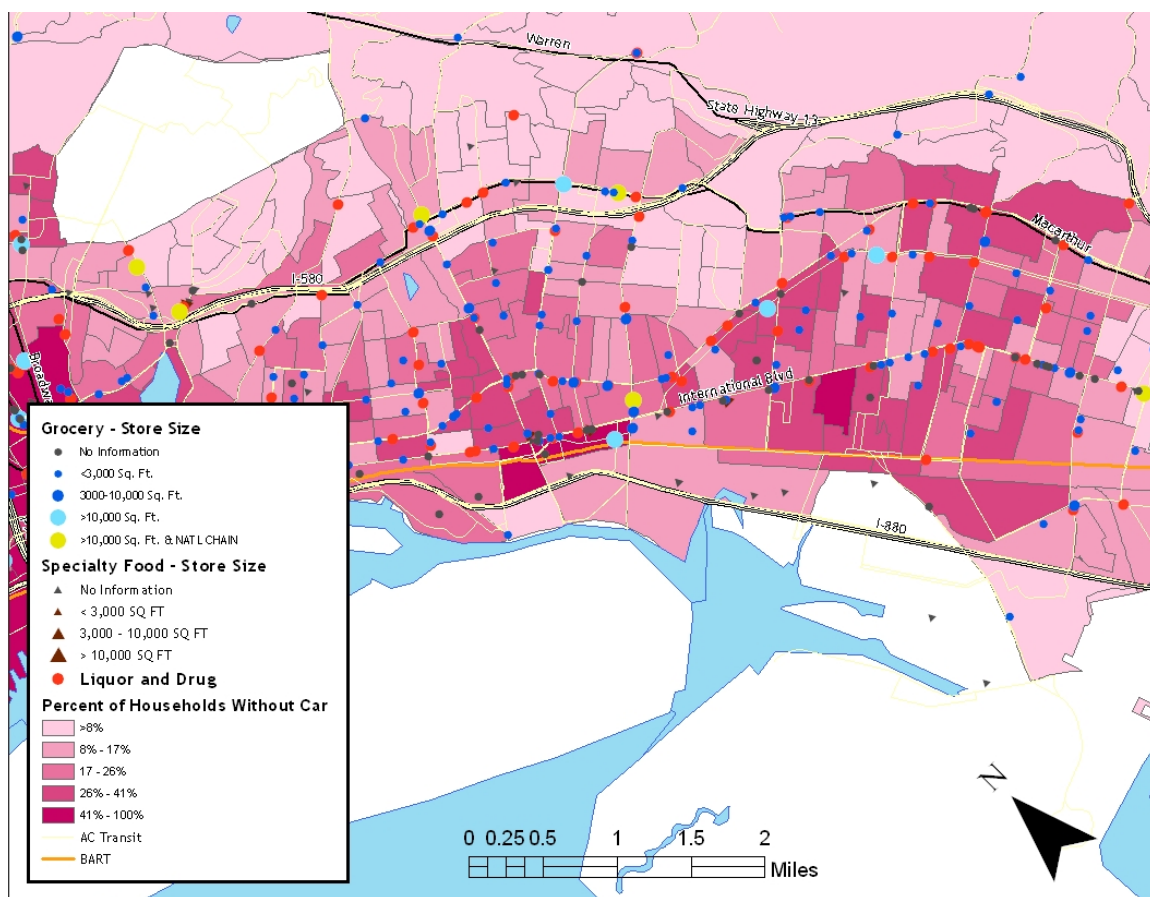 Warren
State Highway 13
Macarthur
I-580
Broadwa
International Blvd
I-880
Grocery - Store Size
No Information
<3,000 Sq. Ft.
3000-10,000 Sq. Ft.
>10,000 Sq. Ft.
>10,000 Sq. Ft. & NATL CHAIN
Specialty Food - Store Size
No Information
< 3,000 SQ FT
3,000 - 10,000 SQ FT
> 10,000 SQ FT
Liquor and Drug
Percent of Households Without Car
>8%
8% - 17%
17 - 26%
26% - 41%
41% - 100%
AC Transit
BART
N
0 0.25 0.5 1 1.5 2
Miles